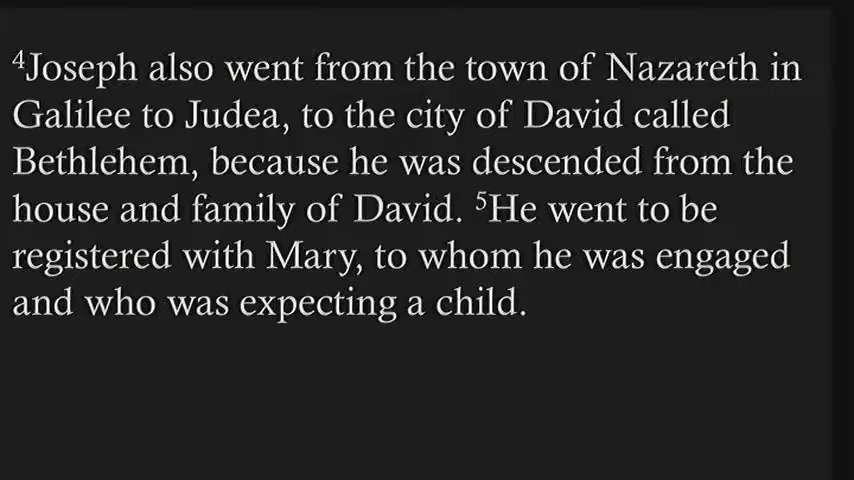 ⁴Joseph also went from the town of Nazareth in
Galilee to Judea, to the city of David called
Bethlehem, because he was descended from the
house and family of David. ⁵He went to be
registered with Mary, to whom he was engaged
and who was expecting a child.